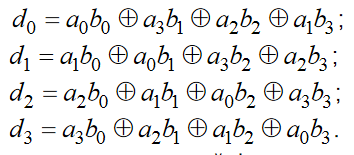 d₀ = a₀b₀ ⊕ a₃b₁ ⊕ a₂b₂ ⊕ a₁b₃;
d₁ = a₁b₀ ⊕ a₀b₁ ⊕ a₃b₂ ⊕ a₂b₃;
d₂ = a₂b₀ ⊕ a₁b₁ ⊕ a₀b₂ ⊕ a₃b₃;
d₃ = a₃b₀ ⊕ a₂b₁ ⊕ a₁b₂ ⊕ a₀b₃.